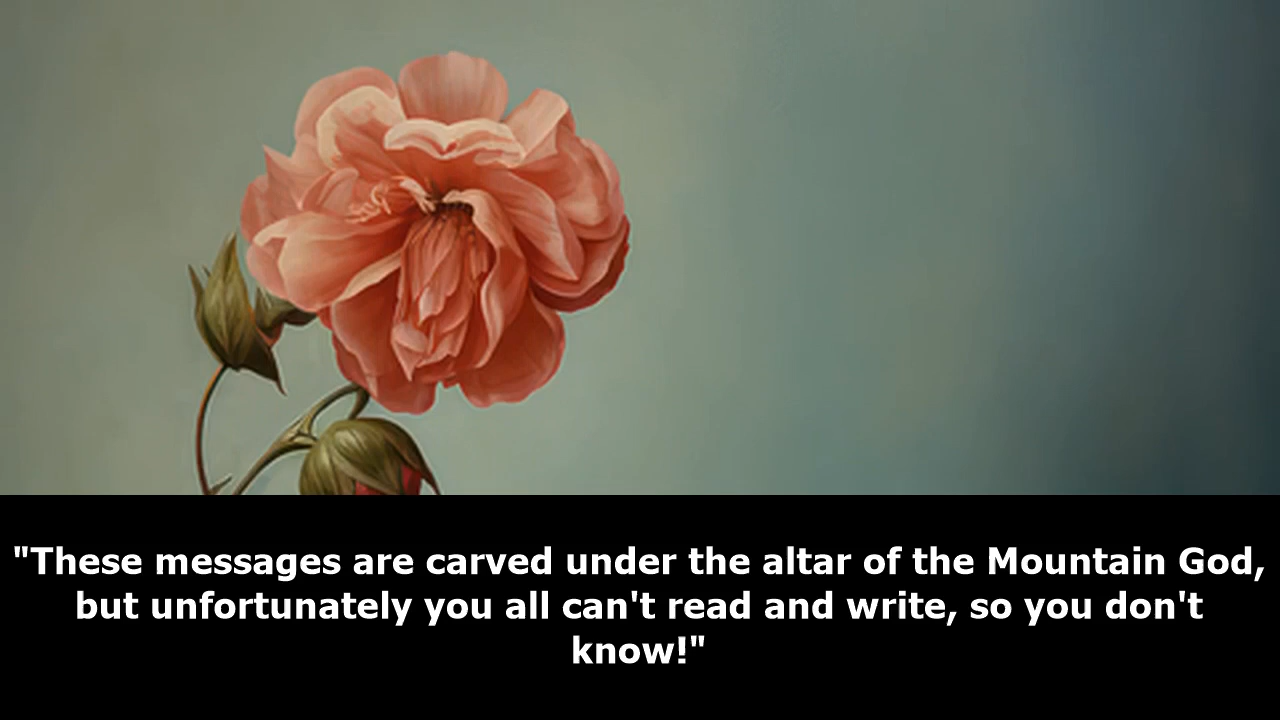 "These messages are carved under the altar of the Mountain God,
but unfortunately you all can't read and write, so you don't
know!"